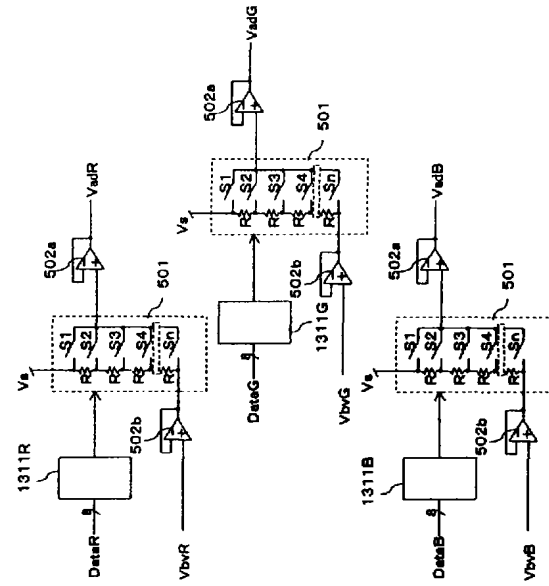 1311R
DataR
8
VbvR
502b
Vs
S1
R
S2
R
S3
R
S4
R
Sn
501
502a
VadR
1311G
DataG
8
VbvG
502b
Vs
S1
R
S2
R
S3
R
S4
R
Sn
501
502a
VadG
1311B
DataB
8
VbvB
502b
Vs
S1
R
S2
R
S3
R
S4
R
Sn
501
502a
VadB